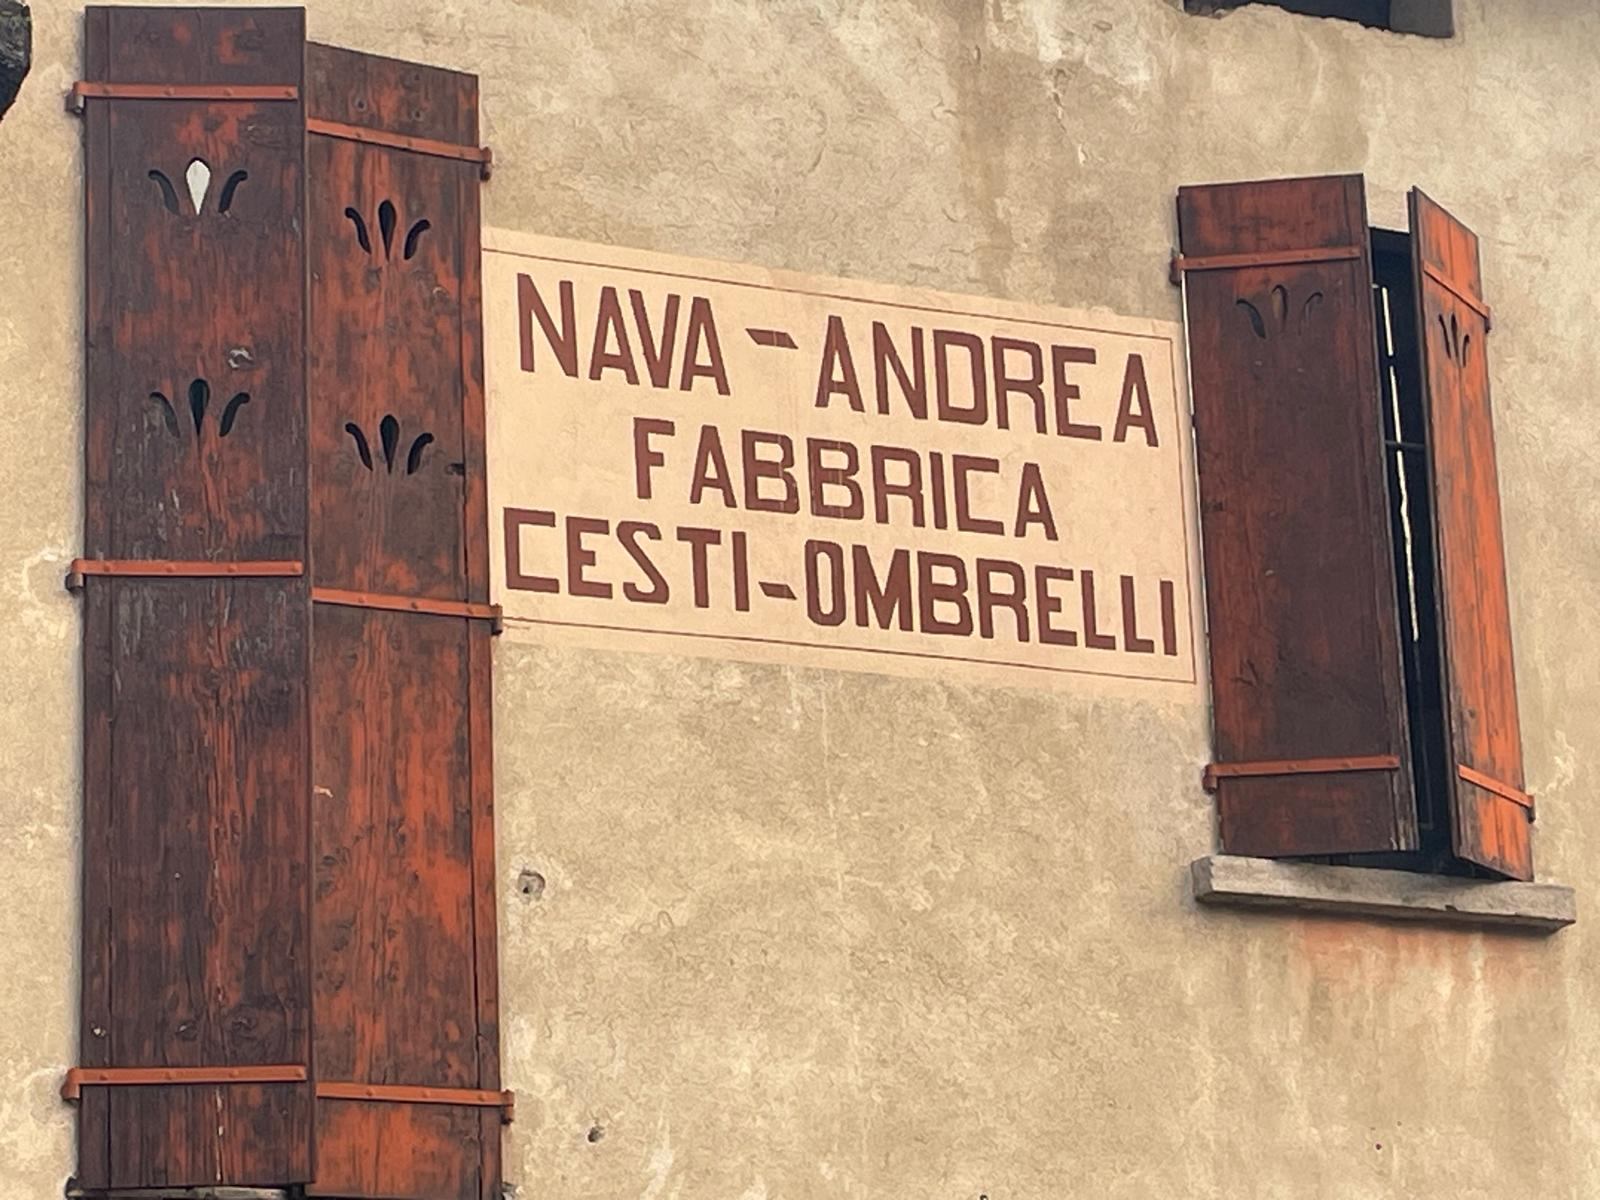 NAVA - ANDREA
FABBRICA
CESTI-OMBRELLI